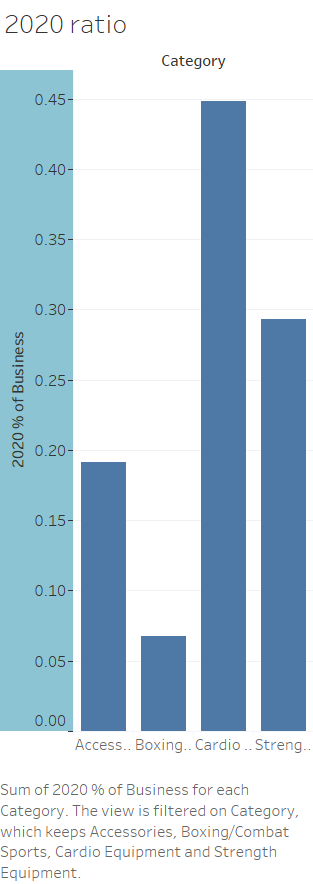 2020 ratio
Category
2020 % of Business
0.45
0.40
0.35
0.30
0.25
0.20
0.15
0.10
0.05
0.00
Access.. Boxing.. Cardio .. Streng..
Sum of 2020 % of Business for each
Category. The view is filtered on Category,
which keeps Accessories, Boxing/Combat
Sports, Cardio Equipment and Strength
Equipment.